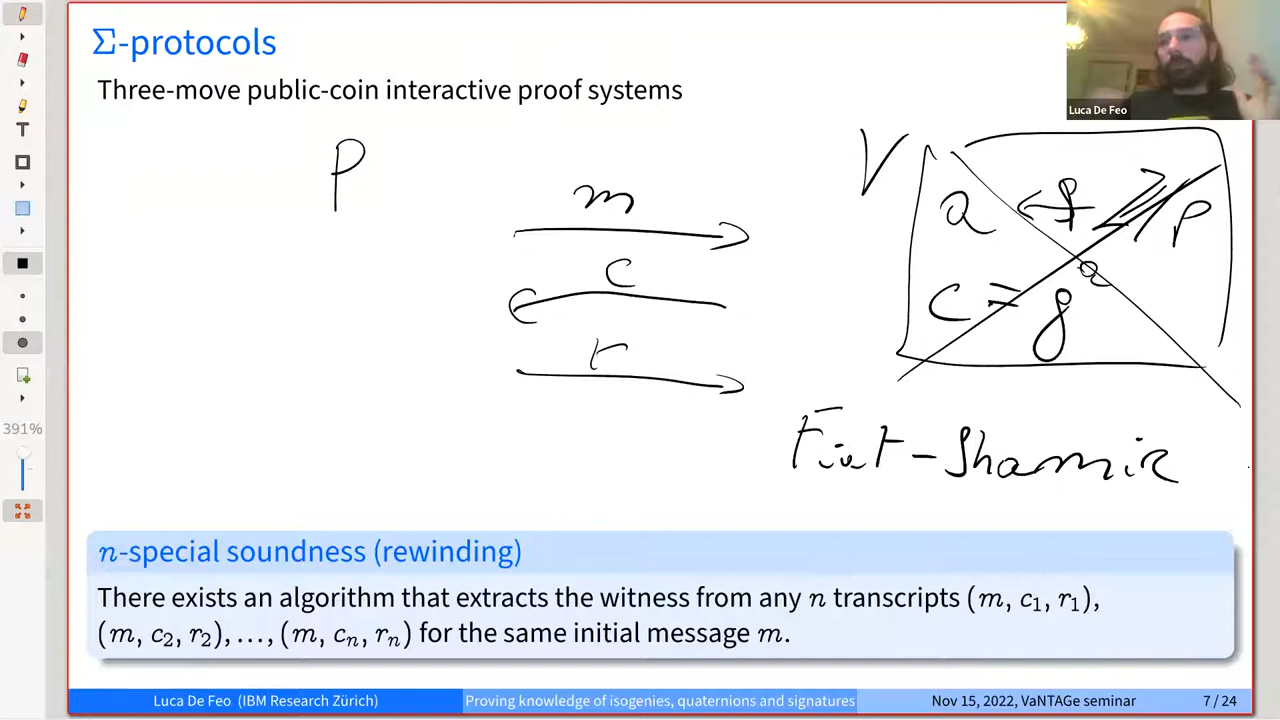 Σ-protocols
Three-move public-coin interactive proof systems
Luca De Feo
P
V
m
c
r
a ← $ Z/p
c = g^a
Fiat-Shamir
T
391%
n-special soundness (rewinding)
There exists an algorithm that extracts the witness from any n transcripts (m, c₁, r₁),
(m, c₂, r₂), …, (m, cₙ, rₙ) for the same initial message m.
Luca De Feo (IBM Research Zürich)
Proving knowledge of isogenies, quaternions and signatures
Nov 15, 2022, VaNTAGe seminar
7 / 24